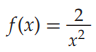 f(x) = 2/x²